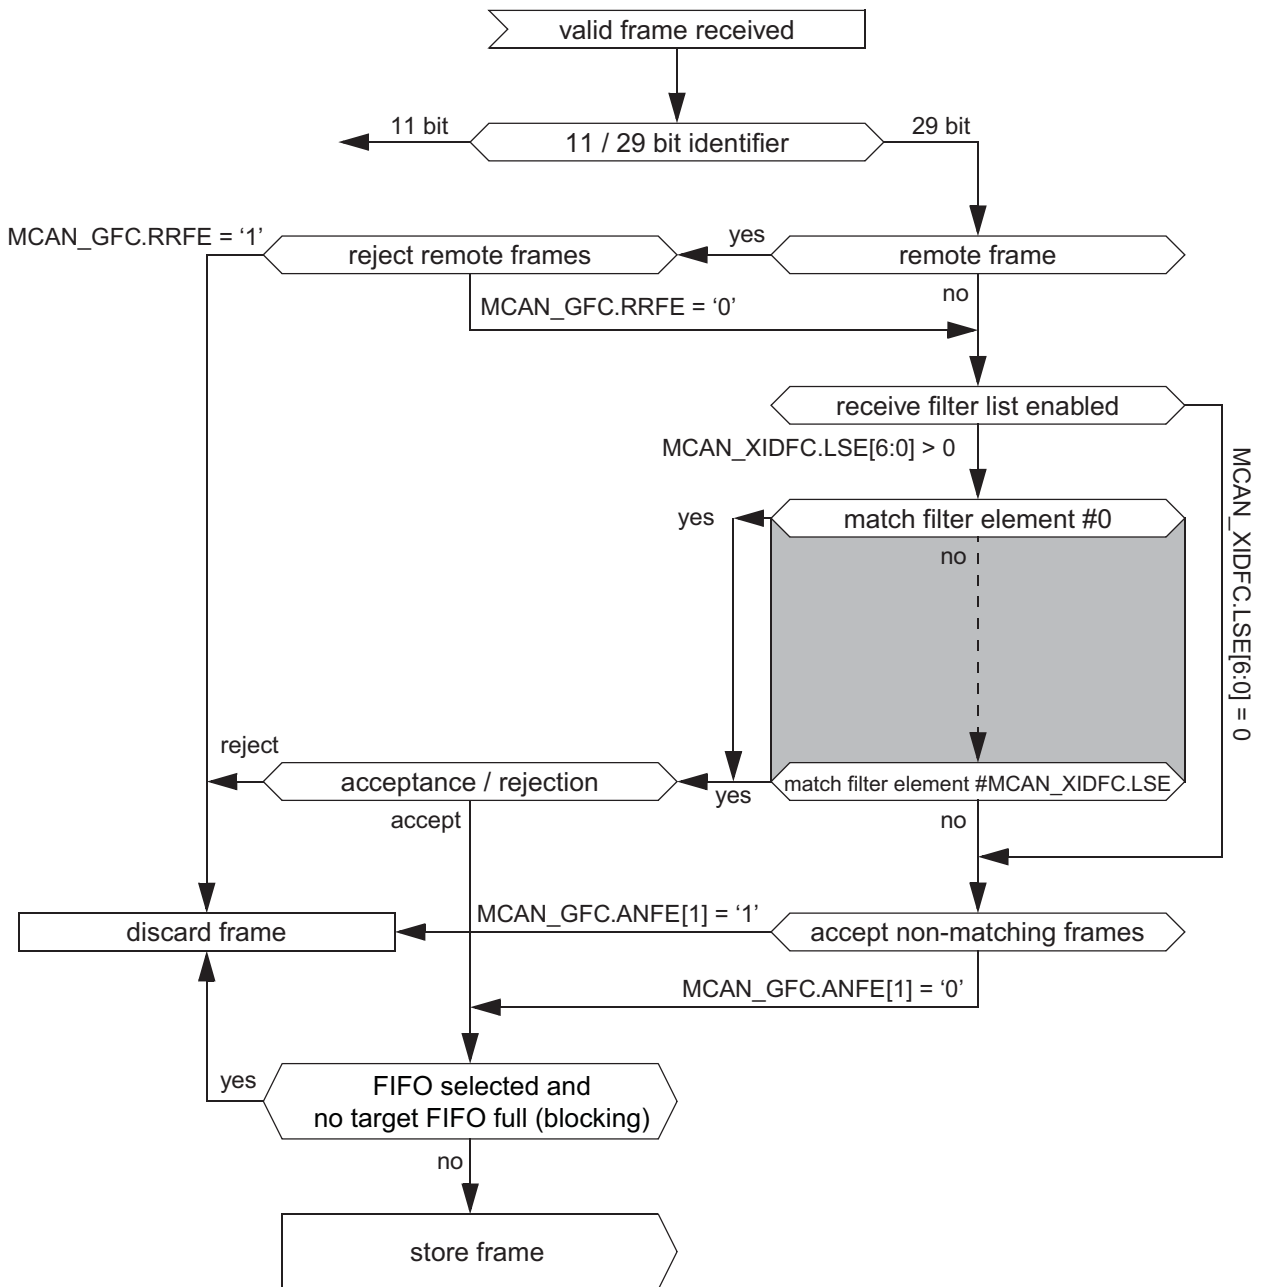 valid frame received
11 bit
11 / 29 bit identifier
29 bit
MCAN_GFC.RRFE = ‘1’
reject remote frames
yes
remote frame
MCAN_GFC.RRFE = ‘0’
no
receive filter list enabled
MCAN_XIDFC.LSE[6:0] > 0
MCAN_XIDFC.LSE[6:0] = 0
yes
match filter element #0
no
reject
acceptance / rejection
yes
match filter element #MCAN_XIDFC.LSE
accept
no
discard frame
MCAN_GFC.ANFE[1] = ‘1’
accept non-matching frames
MCAN_GFC.ANFE[1] = ‘0’
yes
FIFO selected and
no target FIFO full (blocking)
no
store frame